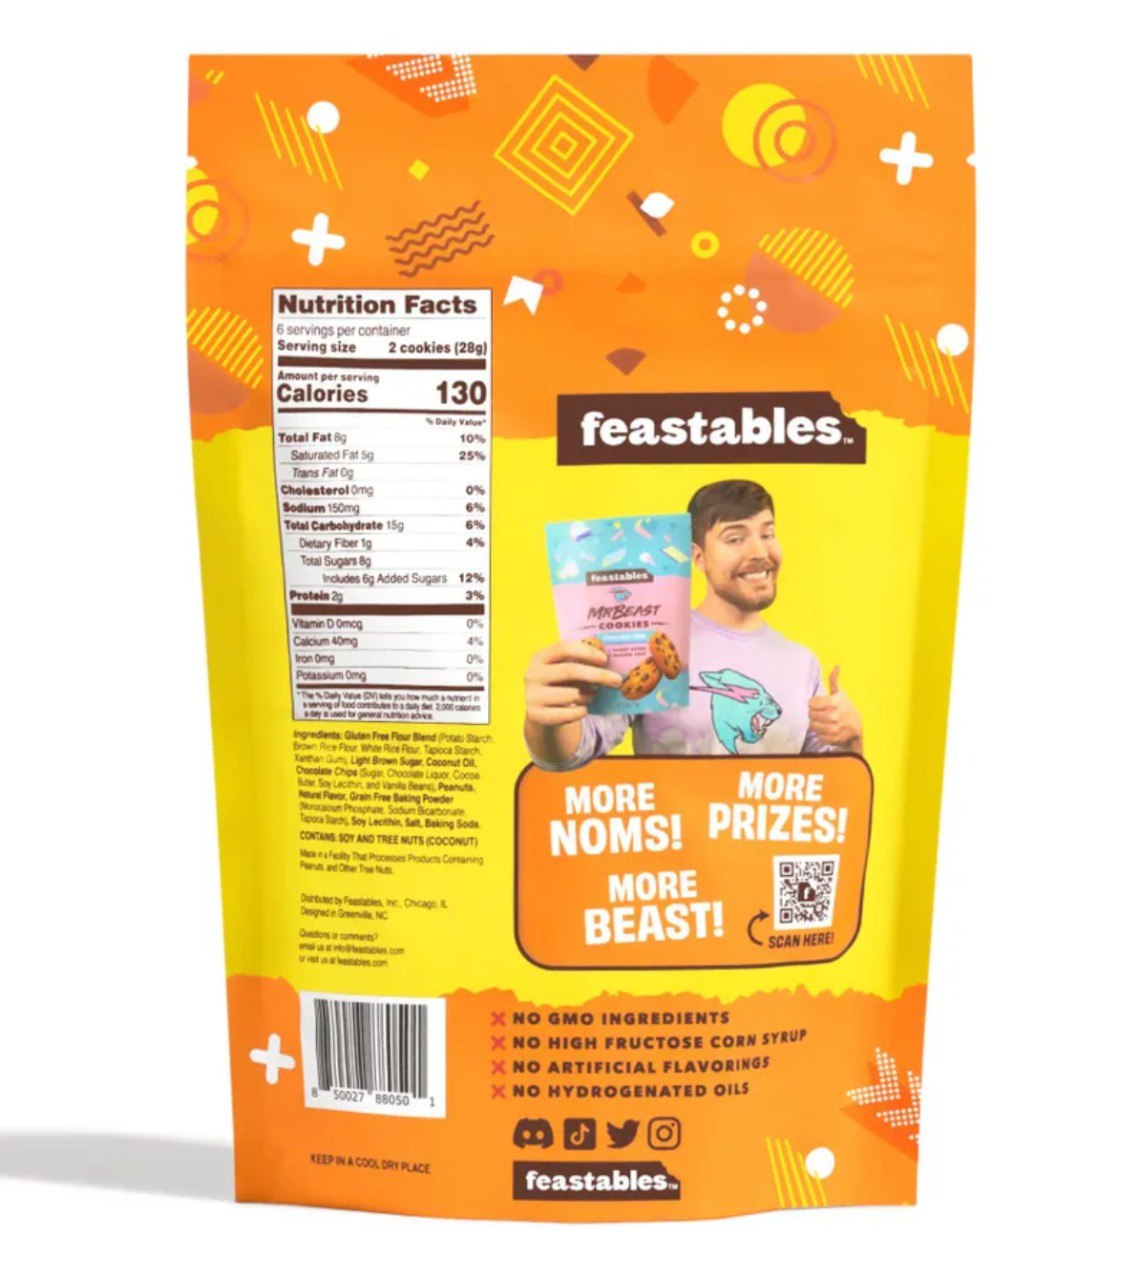 Nutrition Facts
6 servings per container
Serving size 2 cookies (28g)
Amount per serving
Calories 130
% Daily Value*
Total Fat 8g 10%
Saturated Fat 5g 25%
Trans Fat 0g
Cholesterol 0mg 0%
Sodium 150mg 6%
Total Carbohydrate 15g 6%
Dietary Fiber 1g 4%
Total Sugars 8g
Includes 6g Added Sugars 12%
Protein 2g 3%
Vitamin D 0mcg 0%
Calcium 40mg 4%
Iron 0mg 0%
Potassium 0mg 0%
*The % Daily Value (DV) tells you how much a nutrient in
a serving of food contributes to a daily diet. 2,000 calories
a day is used for general nutrition advice.
Ingredients: Gluten Free Flour Blend (Potato Starch,
Brown Rice Flour, White Rice Flour, Tapioca Starch,
Xanthan Gum), Light Brown Sugar, Coconut Oil,
Chocolate Chips (Sugar, Chocolate Liquor, Cocoa
Butter, Soy Lecithin, and Vanilla Beans), Peanuts,
Natural Flavor, Grain Free Baking Powder
(Monocalcium Phosphate, Sodium Bicarbonate,
Tapioca Starch), Soy Lecithin, Salt, Baking Soda.
CONTAINS: SOY AND TREE NUTS (COCONUT)
Made in a Facility That Processes Products Containing
Peanuts, and Other Tree Nuts.
Distributed by Feastables, Inc., Chicago, IL
Designed in Greenville, NC
Questions or comments?
email us at info@feastables.com
or visit us at feastables.com
8 50027 88050 1
KEEP IN A COOL DRY PLACE
feastables™
feastables
MRBEAST
COOKIES
MORE
NOMS!
MORE
PRIZES!
MORE
BEAST!
SCAN HERE!
NO GMO INGREDIENTS
NO HIGH FRUCTOSE CORN SYRUP
NO ARTIFICIAL FLAVORINGS
NO HYDROGENATED OILS
feastables™